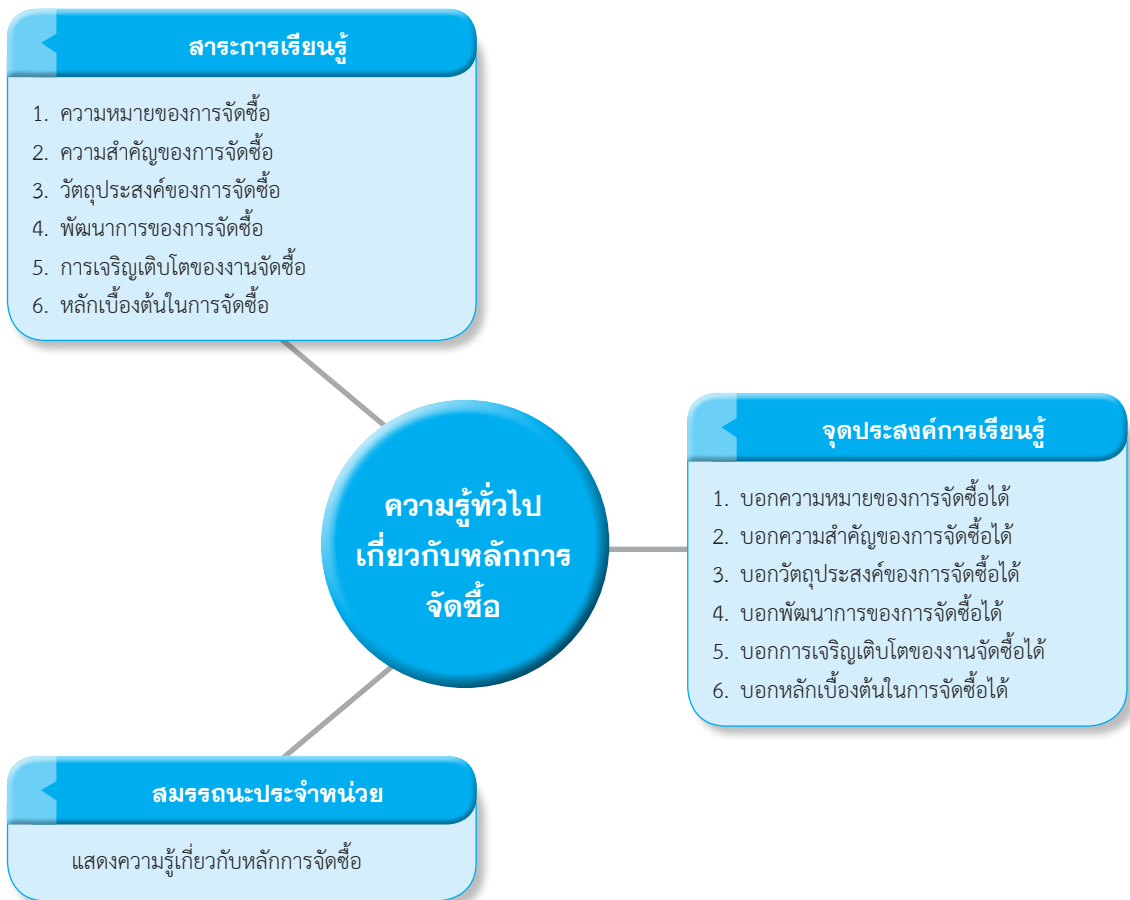 สาระการเรียนรู้
1. ความหมายของการจัดซื้อ
2. ความสำคัญของการจัดซื้อ
3. วัตถุประสงค์ของการจัดซื้อ
4. พัฒนาการของการจัดซื้อ
5. การเจริญเติบโตของงานจัดซื้อ
6. หลักเบื้องต้นในการจัดซื้อ
ความรู้ทั่วไป
เกี่ยวกับหลักการ
จัดซื้อ
จุดประสงค์การเรียนรู้
1. บอกความหมายของการจัดซื้อได้
2. บอกความสำคัญของการจัดซื้อได้
3. บอกวัตถุประสงค์ของการจัดซื้อได้
4. บอกพัฒนาการของการจัดซื้อได้
5. บอกการเจริญเติบโตของงานจัดซื้อได้
6. บอกหลักเบื้องต้นในการจัดซื้อได้
สมรรถนะประจำหน่วย
แสดงความรู้เกี่ยวกับหลักการจัดซื้อ